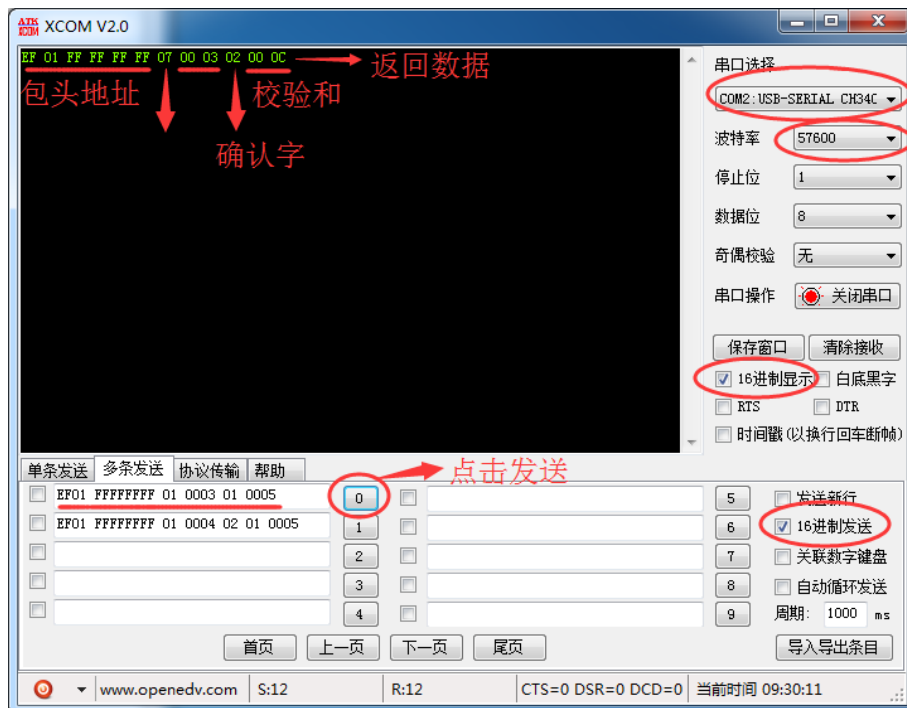 XCOM V2.0
EF 01 FF FF FF FF 07 00 03 02 00 0C
返回数据
包头地址
校验和
确认字
串口选择
COM2:USB-SERIAL CH34C
波特率 57600
停止位 1
数据位 8
奇偶校验 无
串口操作 关闭串口
保存窗口 清除接收
16进制显示 白底黑字
RTS DTR
时间戳(以换行回车断帧)
单条发送 多条发送 协议传输 帮助
点击发送
EF01 FFFFFFFF 01 0003 01 0005 0 5 发送新行
EF01 FFFFFFFF 01 0004 02 01 0005 1 6 16进制发送
2 7 关联数字键盘
3 8 自动循环发送
4 9 周期: 1000 ms
首页 上一页 下一页 尾页 导入导出条目
www.openedv.com S:12 R:12 CTS=0 DSR=0 DCD=0 当前时间 09:30:11